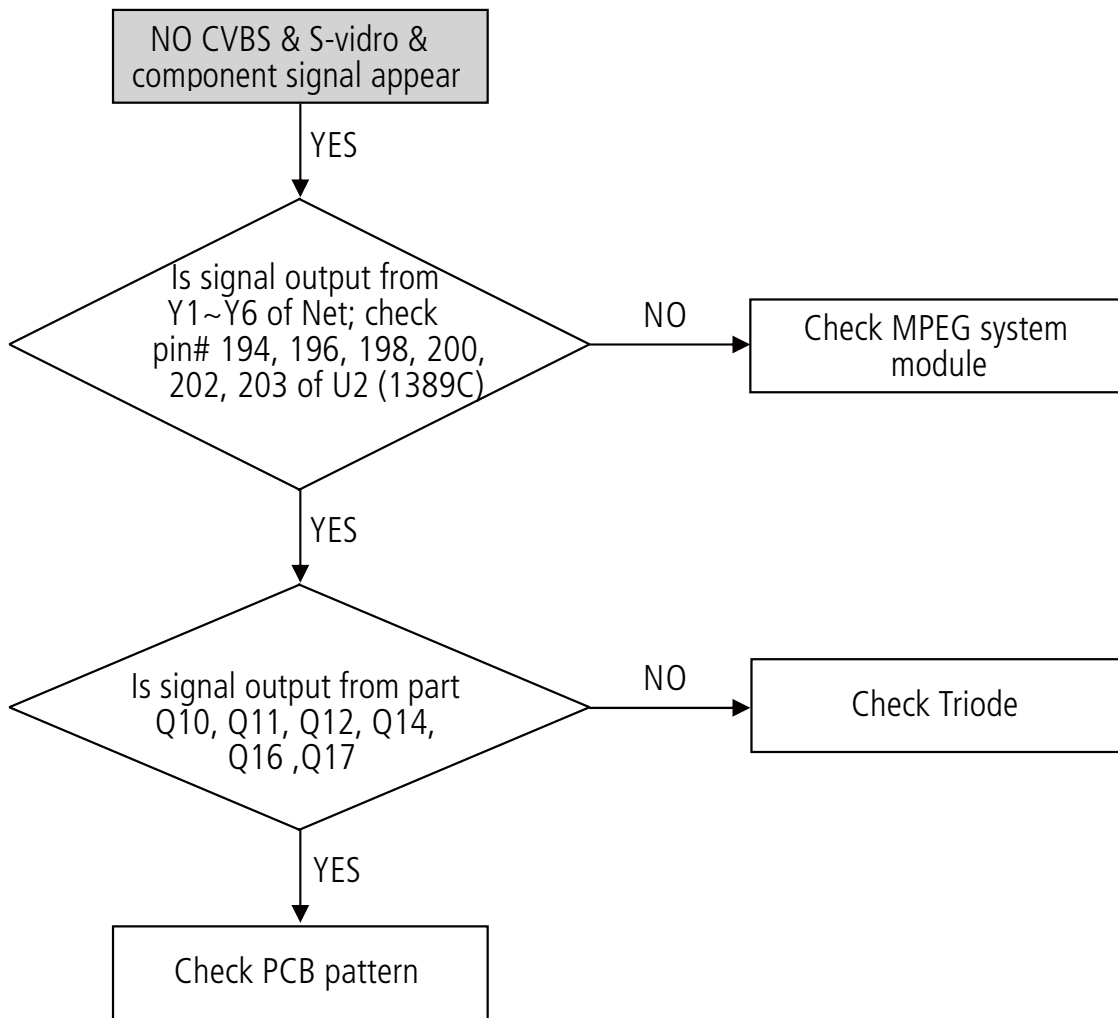 NO CVBS & S-vidro &
component signal appear
YES
Is signal output from
Y1~Y6 of Net; check
pin# 194, 196, 198, 200,
202, 203 of U2 (1389C)
NO
Check MPEG system
module
YES
Is signal output from part
Q10, Q11, Q12, Q14,
Q16 ,Q17
NO
Check Triode
YES
Check PCB pattern